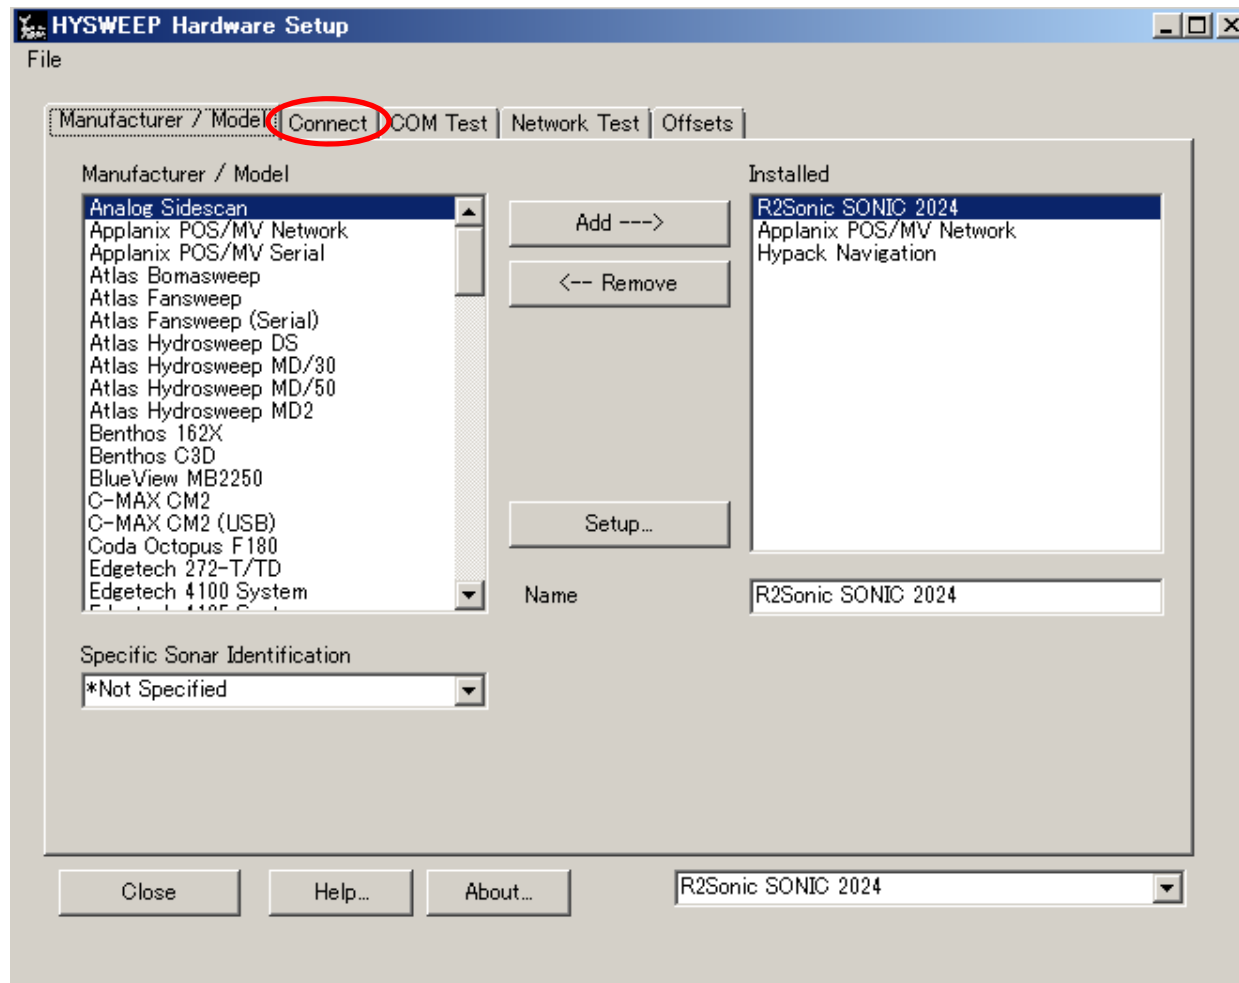 HYSWEEP Hardware Setup
File
Manufacturer / Model
Connect
COM Test
Network Test
Offsets
Manufacturer / Model
Analog Sidescan
Applanix POS/MV Network
Applanix POS/MV Serial
Atlas Bomasweep
Atlas Fansweep
Atlas Fansweep (Serial)
Atlas Hydrosweep DS
Atlas Hydrosweep MD/30
Atlas Hydrosweep MD/50
Atlas Hydrosweep MD2
Benthos 162X
Benthos C3D
BlueView MB2250
C-MAX CM2
C-MAX CM2 (USB)
Coda Octopus F180
Edgetech 272-T/TD
Edgetech 4100 System
Add --->
<-- Remove
Setup...
Installed
R2Sonic SONIC 2024
Applanix POS/MV Network
Hypack Navigation
Name
R2Sonic SONIC 2024
Specific Sonar Identification
*Not Specified
Close
Help...
About...
R2Sonic SONIC 2024